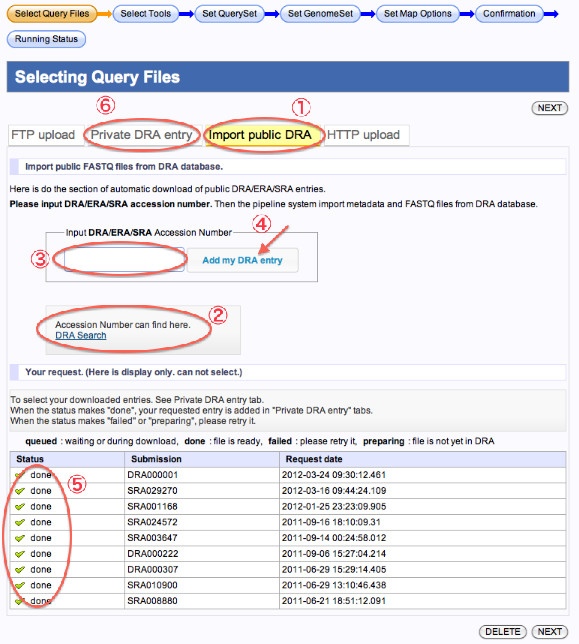 Select Query Files
Select Tools
Set QuerySet
Set GenomeSet
Set Map Options
Confirmation
Running Status
Selecting Query Files
NEXT
⑥
①
FTP upload
Private DRA entry
Import public DRA
HTTP upload
Import public FASTQ files from DRA database.
Here is do the section of automatic download of public DRA/ERA/SRA entries.
Please input DRA/ERA/SRA accession number. Then the pipeline system import metadata and FASTQ files from DRA database.
④
Input DRA/ERA/SRA Accession Number
③
Add my DRA entry
②
Accession Number can find here.
DRA Search
Your request. (Here is display only. can not select.)
To select your downloaded entries. See Private DRA entry tab.
When the status makes "done", your requested entry is added in "Private DRA entry" tabs.
When the status makes "failed" or "preparing", please retry it.
queued : waiting or during download, done : file is ready, failed : please retry it, preparing : file is not yet in DRA
Status Submission Request date
done DRA000001 2012-03-24 09:30:12.461
⑤
done SRA029270 2012-03-16 09:44:24.109
done SRA001168 2012-01-25 23:23:09.905
done SRA024572 2011-09-16 18:10:09.31
done SRA003647 2011-09-14 00:24:58.012
done DRA000222 2011-09-06 15:27:04.214
done DRA000307 2011-06-29 15:29:14.405
done SRA010900 2011-06-29 13:10:46.438
done SRA008880 2011-06-21 18:51:12.091
DELETE
NEXT